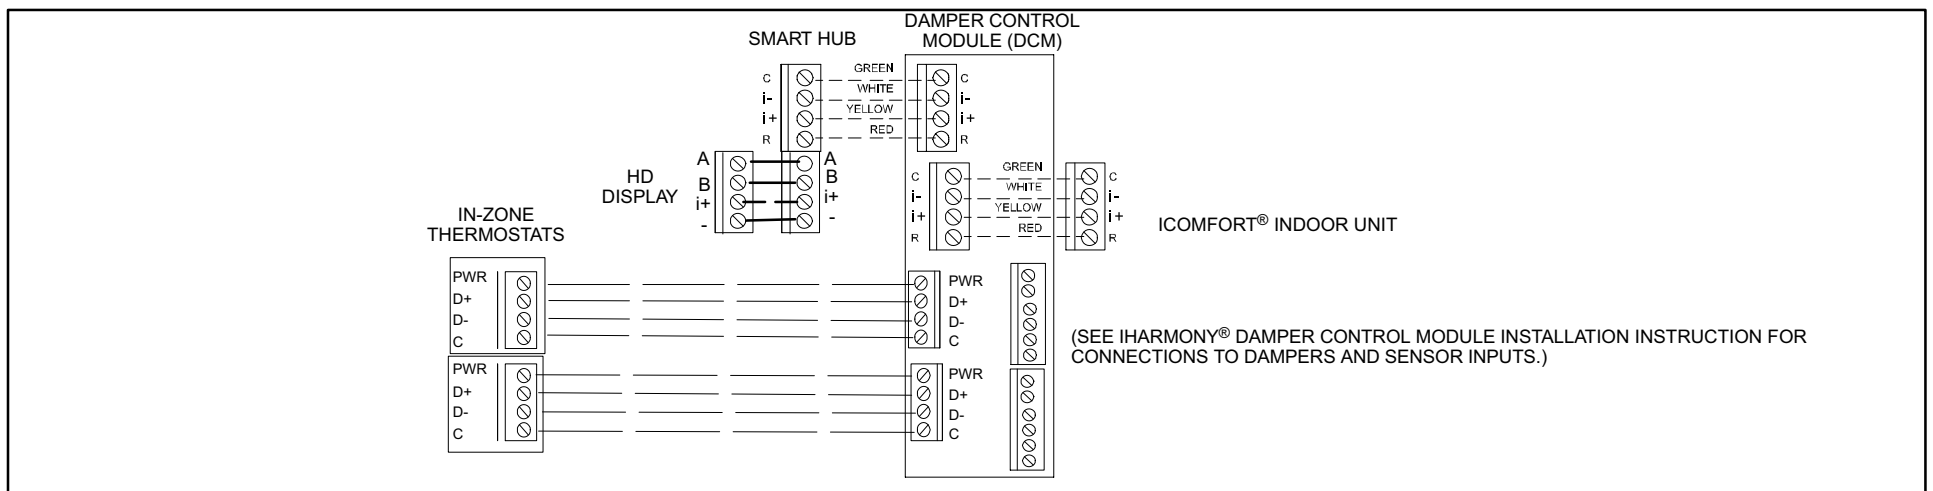 DAMPER CONTROL
MODULE (DCM)
SMART HUB
C GREEN C
i- WHITE i-
i+ YELLOW i+
R RED R
HD
DISPLAY
A A
B B
i+ i+
- -
C GREEN C
i- WHITE i-
i+ YELLOW i+
R RED R
ICOMFORT® INDOOR UNIT
IN-ZONE
THERMOSTATS
PWR PWR
D+ D+
D- D-
C C
(SEE IHARMONY® DAMPER CONTROL MODULE INSTALLATION INSTRUCTION FOR
CONNECTIONS TO DAMPERS AND SENSOR INPUTS.)
PWR PWR
D+ D+
D- D-
C C